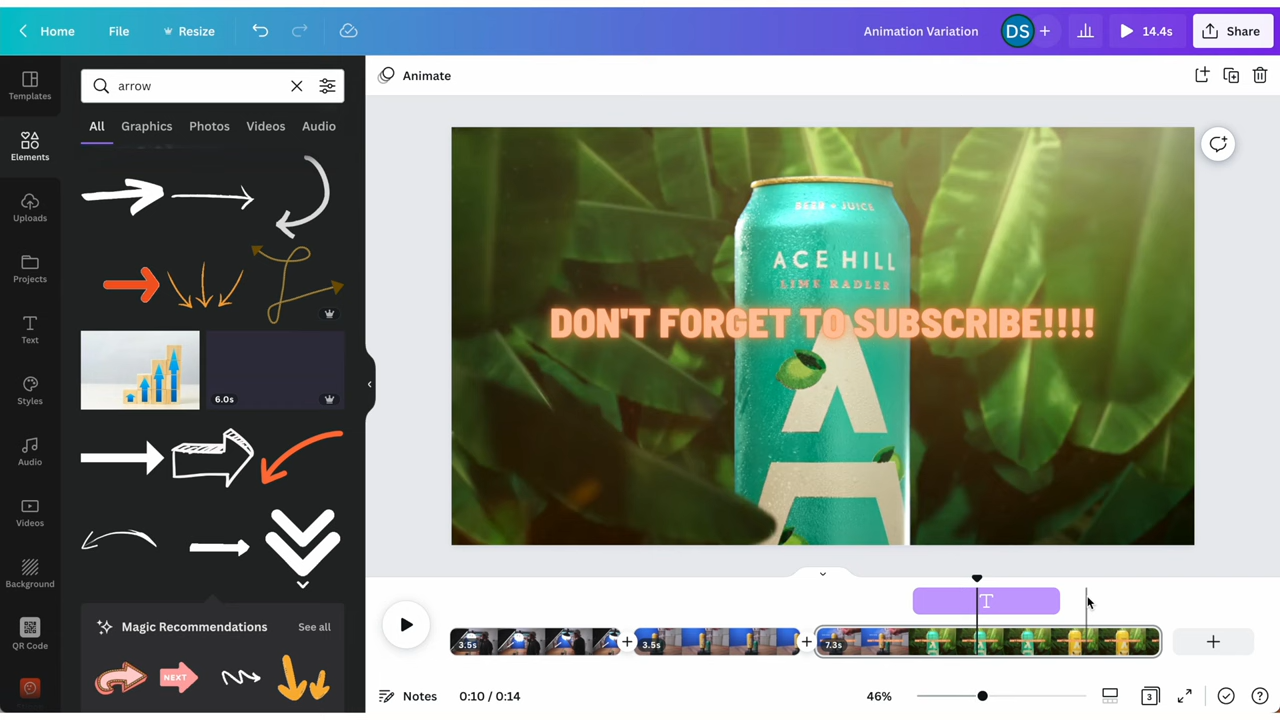 Home
File
Resize
Animation Variation
DS
+
14.4s
Share
Templates
Elements
Uploads
Projects
Text
Styles
Audio
Videos
Background
QR Code
arrow
All
Graphics
Photos
Videos
Audio
6.0s
Magic Recommendations
See all
NEXT
Animate
BEER + JUICE
ACE HILL
LIME RADLER
DON'T FORGET TO SUBSCRIBE!!!!
A
A
T
3.5s
+
3.5s
+
7.3s
+
Notes
0:10 / 0:14
46%
3
?